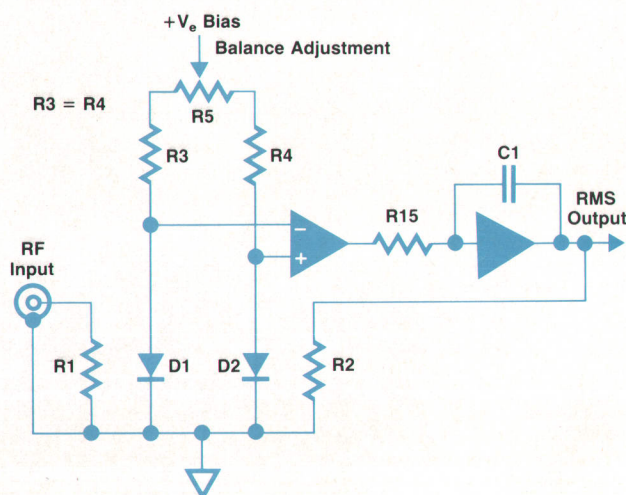 +Ve Bias
Balance Adjustment
R3 = R4
R5
R3
R4
C1
R15
RMS
Output
RF
Input
R1
D1
D2
R2
−
+